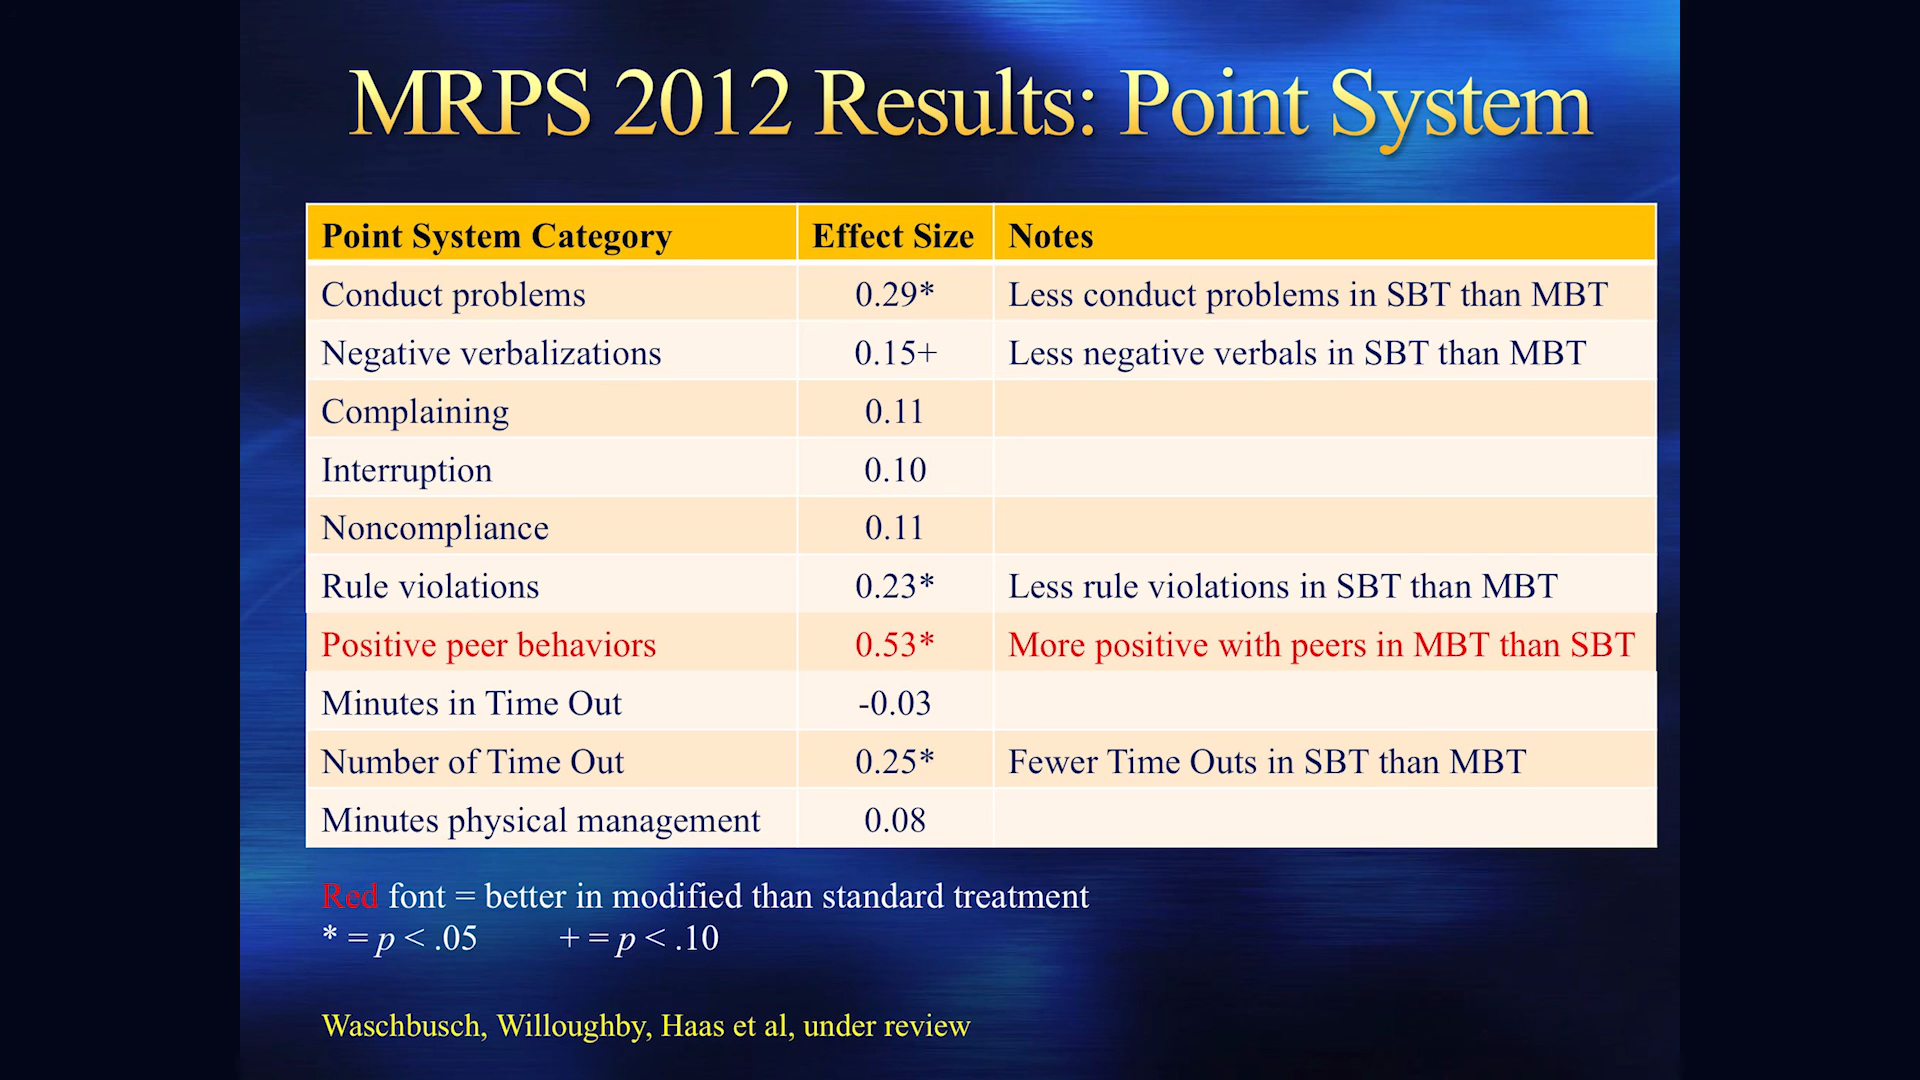 MRPS 2012 Results: Point System
Point System Category Effect Size Notes
Conduct problems 0.29* Less conduct problems in SBT than MBT
Negative verbalizations 0.15+ Less negative verbals in SBT than MBT
Complaining 0.11
Interruption 0.10
Noncompliance 0.11
Rule violations 0.23* Less rule violations in SBT than MBT
Positive peer behaviors 0.53* More positive with peers in MBT than SBT
Minutes in Time Out -0.03
Number of Time Out 0.25* Fewer Time Outs in SBT than MBT
Minutes physical management 0.08
Red font = better in modified than standard treatment
* = p < .05 + = p < .10
Waschbusch, Willoughby, Haas et al, under review